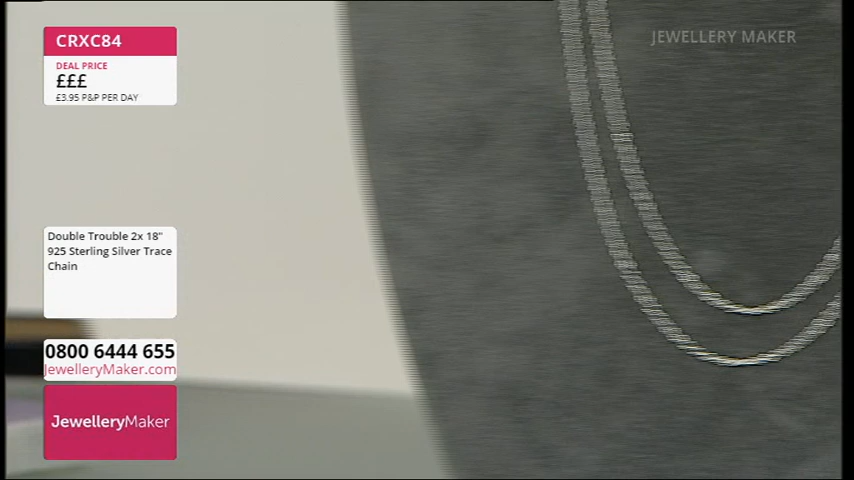 CRXC84
DEAL PRICE
£££
£3.95 P&P PER DAY
JEWELLERY MAKER
Double Trouble 2x 18"
925 Sterling Silver Trace
Chain
0800 6444 655
JewelleryMaker.com
JewelleryMaker